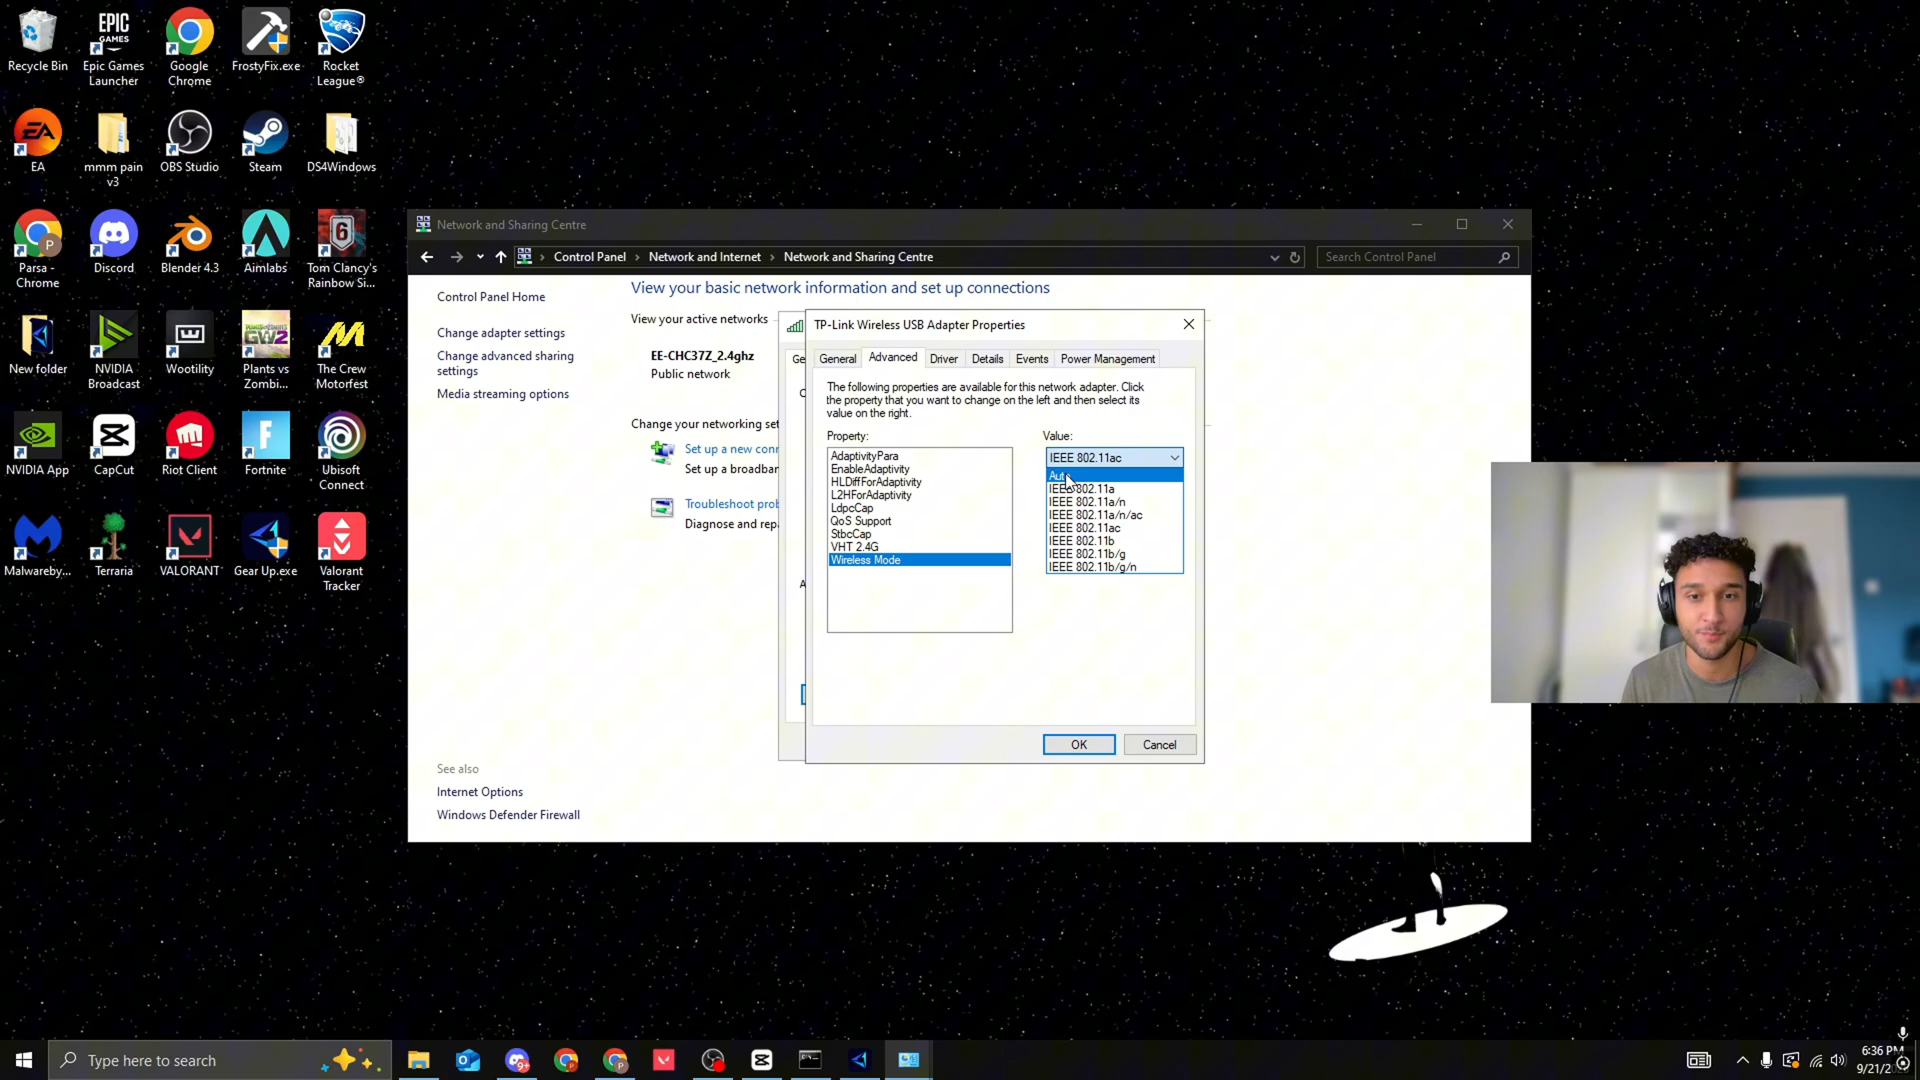 Recycle Bin
Epic Games Launcher
Google Chrome
FrostyFix.exe
Rocket League®
EA
mmm pain v3
OBS Studio
Steam
DS4Windows
Parsa - Chrome
Discord
Blender 4.3
Aimlabs
Tom Clancy's Rainbow Si...
New folder
NVIDIA Broadcast
Wootility
Plants vs Zombi...
The Crew Motorfest
NVIDIA App
CapCut
Riot Client
Fortnite
Ubisoft Connect
Malwareby...
Terraria
VALORANT
Gear Up.exe
Valorant Tracker
Network and Sharing Centre
Control Panel > Network and Internet > Network and Sharing Centre
Search Control Panel
Control Panel Home
Change adapter settings
Change advanced sharing settings
Media streaming options
See also
Internet Options
Windows Defender Firewall
View your basic network information and set up connections
View your active networks
EE-CHC37Z_2.4ghz
Public network
Change your networking set
Set up a new conn
Set up a broadban
Troubleshoot prob
Diagnose and repa
Ge
TP-Link Wireless USB Adapter Properties
General
Advanced
Driver
Details
Events
Power Management
The following properties are available for this network adapter. Click
the property that you want to change on the left and then select its
value on the right.
Property:
Value:
AdaptivityPara
EnableAdaptivity
HLDiffForAdaptivity
L2HForAdaptivity
LdpcCap
QoS Support
StbcCap
VHT 2.4G
Wireless Mode
IEEE 802.11ac
Auto
IEEE 802.11a
IEEE 802.11a/n
IEEE 802.11a/n/ac
IEEE 802.11ac
IEEE 802.11b
IEEE 802.11b/g
IEEE 802.11b/g/n
OK
Cancel
Type here to search
6:36 PM